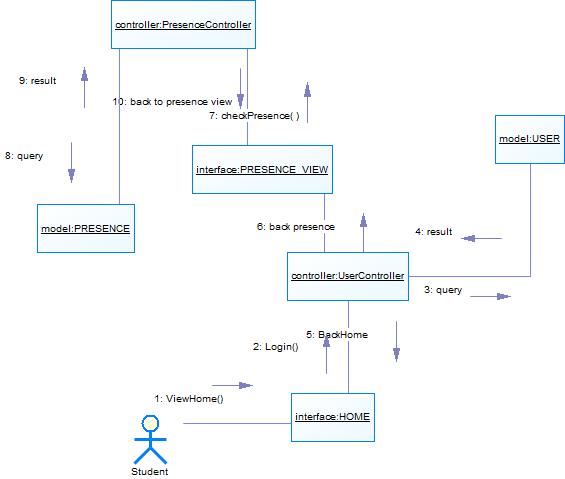 controller:PresenceController
9: result
10: back to presence view
7: checkPresence( )
model:USER
8: query
interface:PRESENCE_VIEW
model:PRESENCE
6: back presence
4: result
controller:UserController
3: query
5: BackHome
2: Login()
1: ViewHome()
interface:HOME
Student